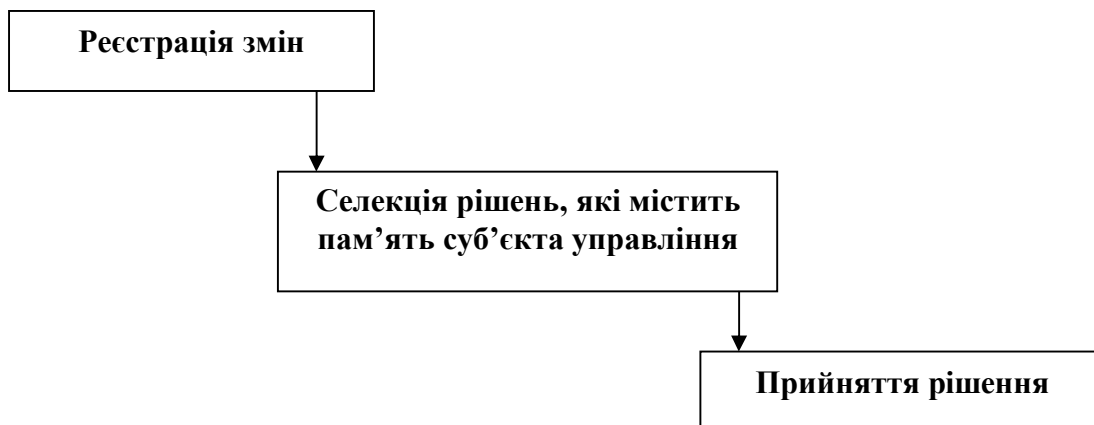 Реєстрація змін
Селекція рішень, які містить
пам’ять суб’єкта управління
Прийняття рішення